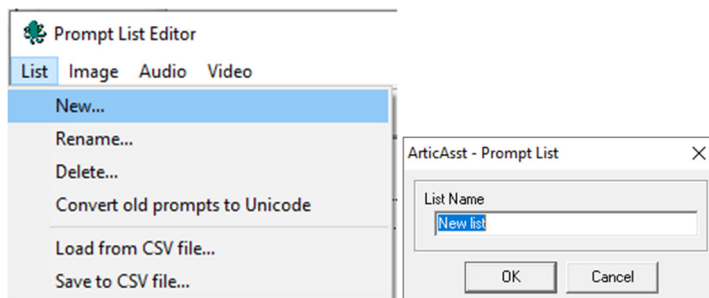 Prompt List Editor
List Image Audio Video
New...
Rename...
Delete...
Convert old prompts to Unicode
Load from CSV file...
Save to CSV file...
ArticAsst - Prompt List
List Name
New list
OK Cancel